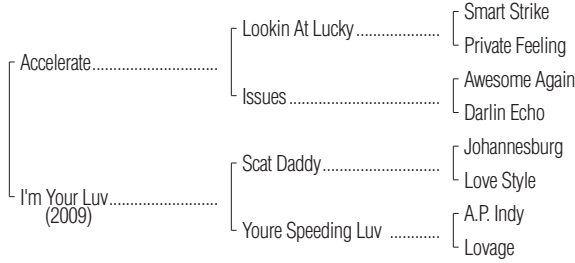 Smart Strike
Lookin At Lucky
Private Feeling
Accelerate
Awesome Again
Issues
Darlin Echo
Johannesburg
Scat Daddy
Love Style
I'm Your Luv
(2009)
A.P. Indy
Youre Speeding Luv
Lovage